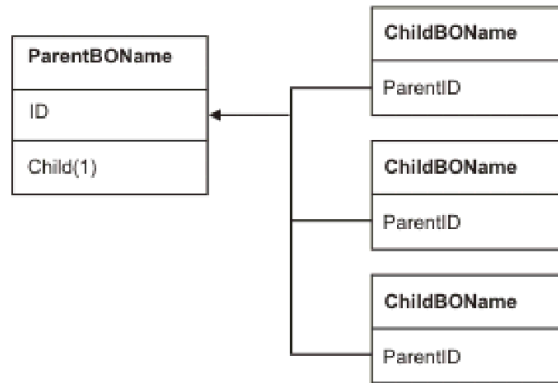 ParentBOName
ID
Child(1)
ChildBOName
ParentID
ChildBOName
ParentID
ChildBOName
ParentID